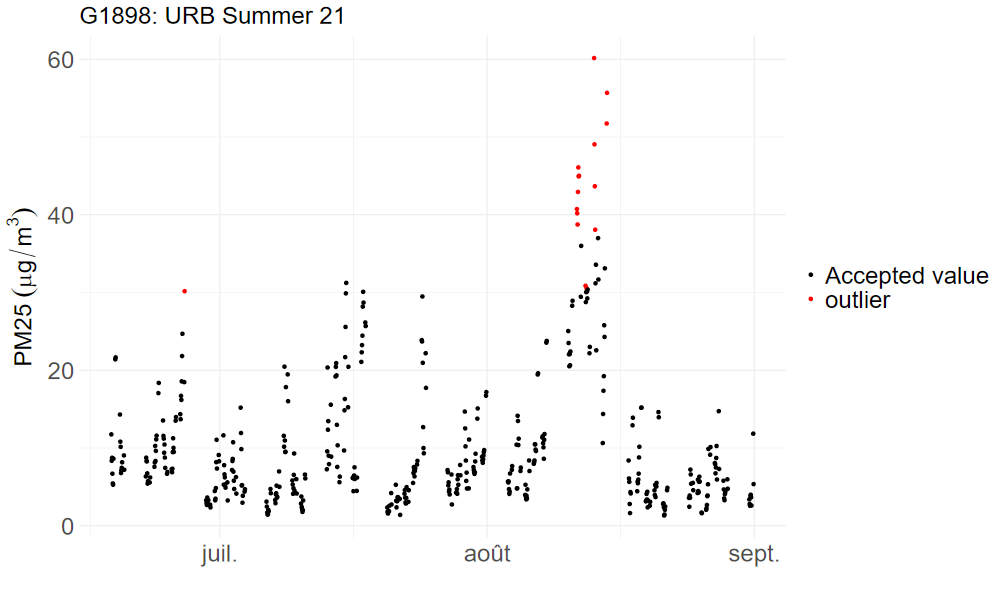 G1898: URB Summer 21
60
40
20
0
PM25 (μg/m³)
juil.
août
sept.
Accepted value
outlier